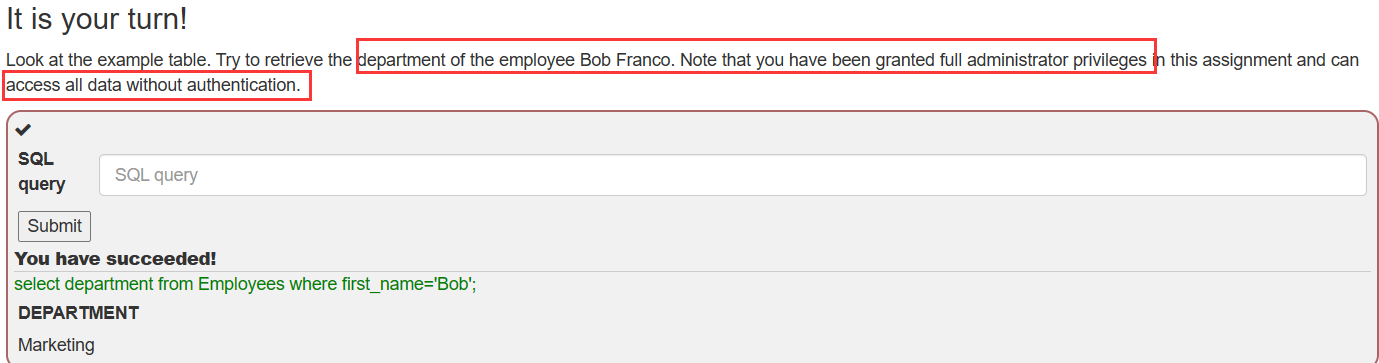 It is your turn!
Look at the example table. Try to retrieve the department of the employee Bob Franco. Note that you have been granted full administrator privileges in this assignment and can
access all data without authentication.
SQL
query
SQL query
Submit
You have succeeded!
select department from Employees where first_name='Bob';
DEPARTMENT
Marketing